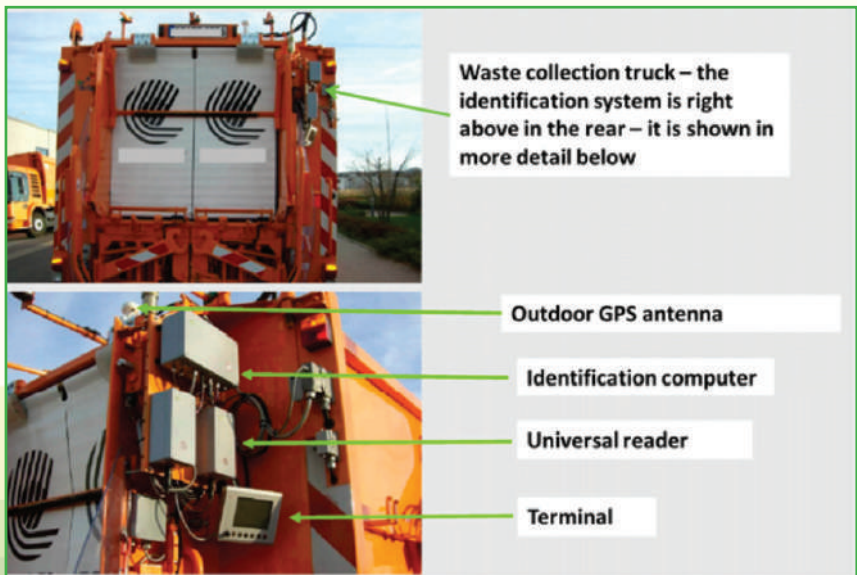 Waste collection truck – the
identification system is right
above in the rear – it is shown in
more detail below
Outdoor GPS antenna
Identification computer
Universal reader
Terminal